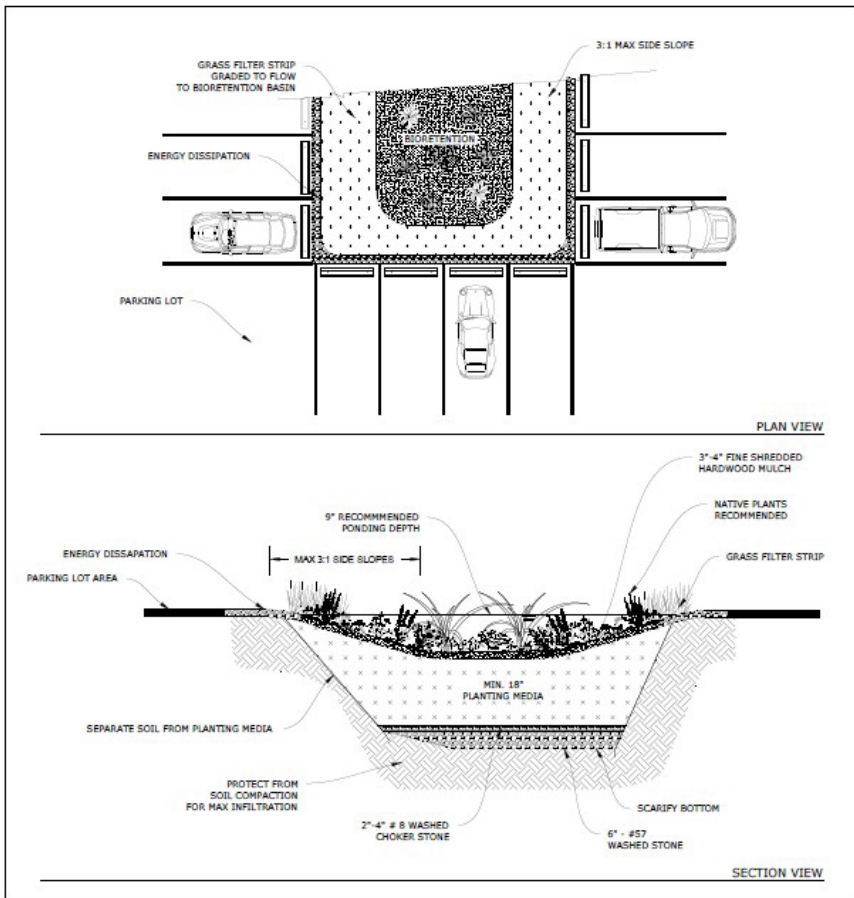 3:1 MAX SIDE SLOPE
GRASS FILTER STRIP
GRADED TO FLOW
TO BIORETENTION BASIN
BIORETENTION
ENERGY DISSIPATION
PARKING LOT
PLAN VIEW
3"-4" FINE SHREDDED
HARDWOOD MULCH
NATIVE PLANTS
RECOMMENDED
9" RECOMMMENDED
PONDING DEPTH
ENERGY DISSAPATION
MAX 3:1 SIDE SLOPES
GRASS FILTER STRIP
PARKING LOT AREA
MIN. 18"
PLANTING MEDIA
SEPARATE SOIL FROM PLANTING MEDIA
PROTECT FROM
SOIL COMPACTION
FOR MAX INFILTRATION
SCARIFY BOTTOM
2"-4" # 8 WASHED
CHOKER STONE
6" - #57
WASHED STONE
SECTION VIEW